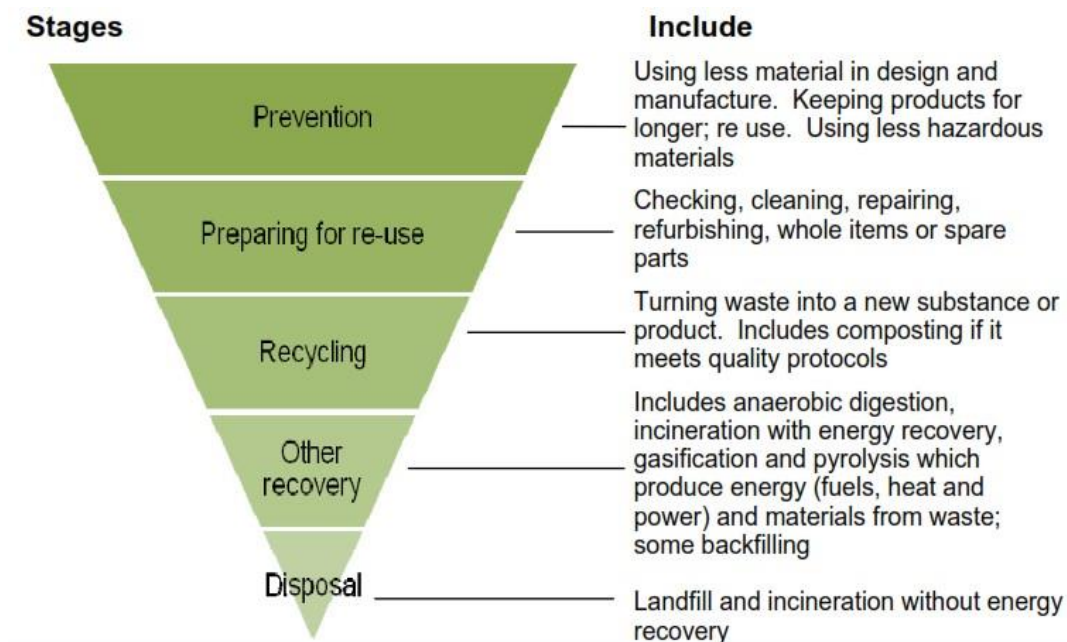 Stages
Include
Prevention
Using less material in design and
manufacture. Keeping products for
longer; re use. Using less hazardous
materials
Preparing for re-use
Checking, cleaning, repairing,
refurbishing, whole items or spare
parts
Recycling
Turning waste into a new substance or
product. Includes composting if it
meets quality protocols
Other
recovery
Includes anaerobic digestion,
incineration with energy recovery,
gasification and pyrolysis which
produce energy (fuels, heat and
power) and materials from waste;
some backfilling
Disposal
Landfill and incineration without energy
recovery